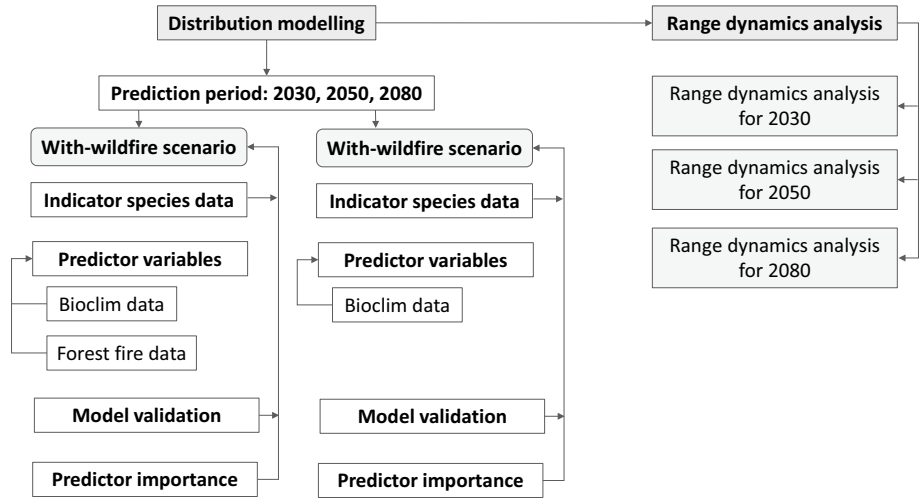 Distribution modelling
Range dynamics analysis
Prediction period: 2030, 2050, 2080
With-wildfire scenario
Indicator species data
Predictor variables
Bioclim data
Forest fire data
Model validation
Predictor importance
With-wildfire scenario
Indicator species data
Predictor variables
Bioclim data
Model validation
Predictor importance
Range dynamics analysis
for 2030
Range dynamics analysis
for 2050
Range dynamics analysis
for 2080